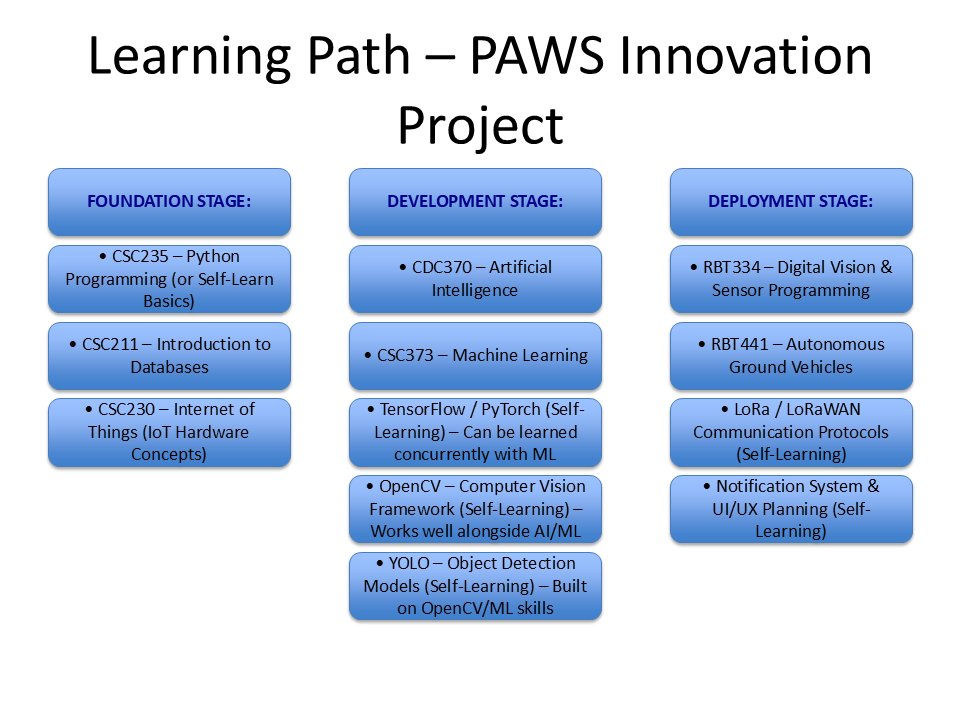 Learning Path – PAWS Innovation
Project
FOUNDATION STAGE:
• CSC235 – Python
Programming (or Self-Learn
Basics)
• CSC211 – Introduction to
Databases
• CSC230 – Internet of
Things (IoT Hardware
Concepts)
DEVELOPMENT STAGE:
• CDC370 – Artificial
Intelligence
• CSC373 – Machine Learning
• TensorFlow / PyTorch (Self-
Learning) – Can be learned
concurrently with ML
• OpenCV – Computer Vision
Framework (Self-Learning) –
Works well alongside AI/ML
• YOLO – Object Detection
Models (Self-Learning) – Built
on OpenCV/ML skills
DEPLOYMENT STAGE:
• RBT334 – Digital Vision &
Sensor Programming
• RBT441 – Autonomous
Ground Vehicles
• LoRa / LoRaWAN
Communication Protocols
(Self-Learning)
• Notification System &
UI/UX Planning (Self-
Learning)